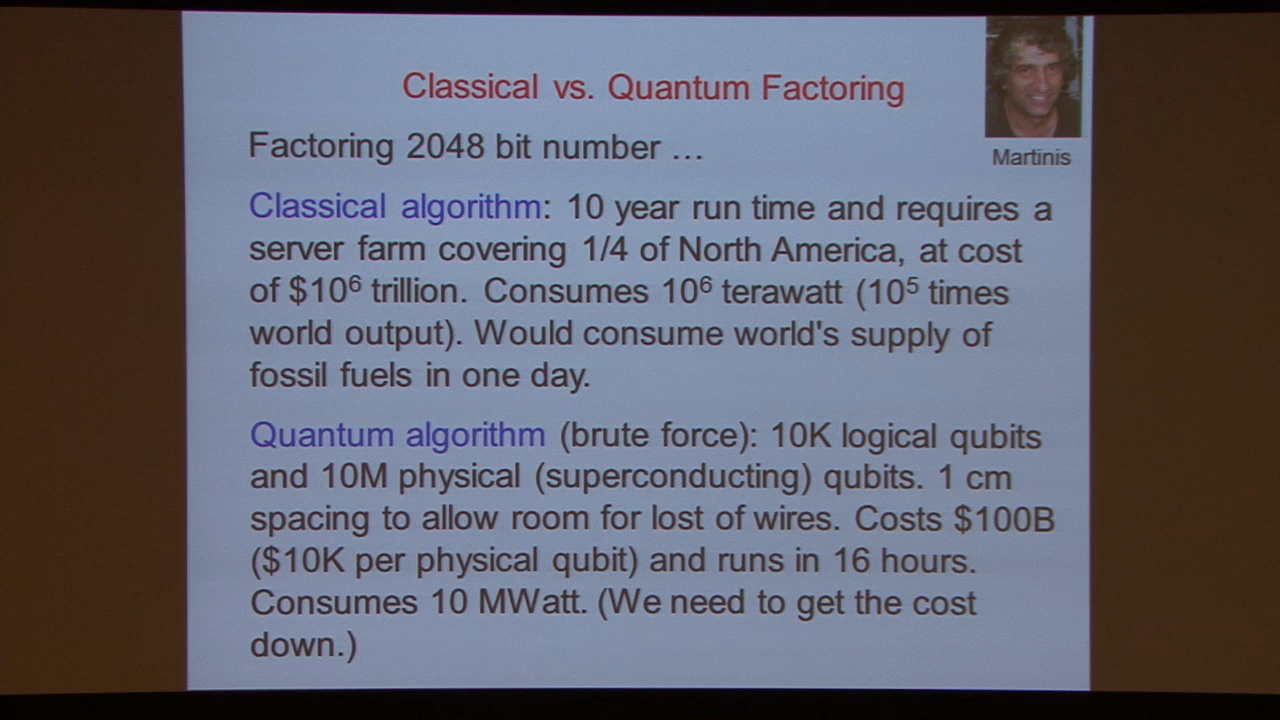 Classical vs. Quantum Factoring
Martinis
Factoring 2048 bit number …
Classical algorithm: 10 year run time and requires a
server farm covering 1/4 of North America, at cost
of $10⁶ trillion. Consumes 10⁶ terawatt (10⁵ times
world output). Would consume world's supply of
fossil fuels in one day.
Quantum algorithm (brute force): 10K logical qubits
and 10M physical (superconducting) qubits. 1 cm
spacing to allow room for lost of wires. Costs $100B
($10K per physical qubit) and runs in 16 hours.
Consumes 10 MWatt. (We need to get the cost
down.)